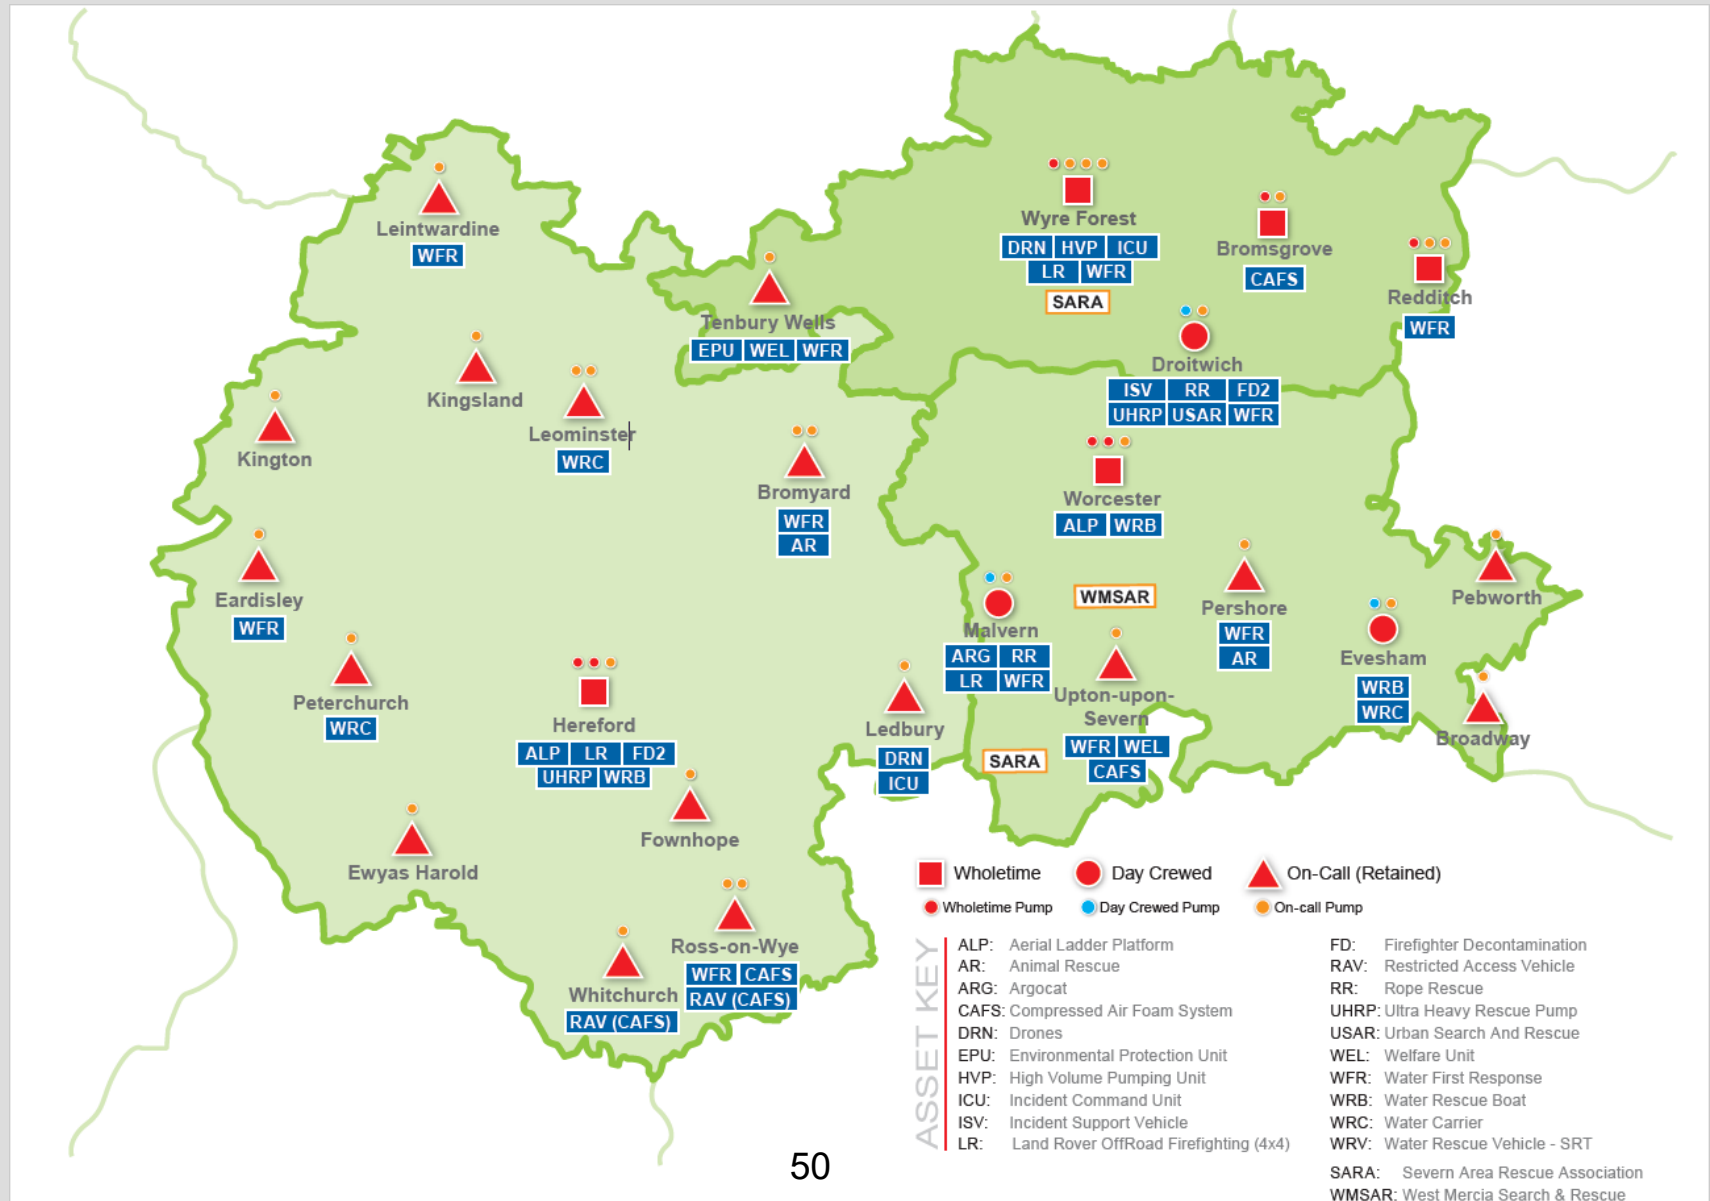 Leintwardine
WFR
Wyre Forest
DRN HVP ICU
LR WFR
SARA
Bromsgrove
CAFS
Redditch
WFR
Tenbury Wells
EPU WEL WFR
Droitwich
ISV RR FD2
UHRP USAR WFR
Kingsland
Leominster
WRC
Kington
Bromyard
WFR
AR
Worcester
ALP WRB
Eardisley
WFR
WMSAR
Pershore
WFR
AR
Pebworth
Malvern
ARG RR
LR WFR
Evesham
WRB
WRC
Peterchurch
WRC
Hereford
ALP LR FD2
UHRP WRB
Ledbury
DRN
ICU
Upton-upon-
Severn
WFR WEL
CAFS
SARA
Broadway
Fownhope
Ewyas Harold
Ross-on-Wye
WFR CAFS
RAV (CAFS)
Whitchurch
RAV (CAFS)
Wholetime Day Crewed On-Call (Retained)
Wholetime Pump Day Crewed Pump On-call Pump
ASSET KEY
ALP: Aerial Ladder Platform
AR: Animal Rescue
ARG: Argocat
CAFS: Compressed Air Foam System
DRN: Drones
EPU: Environmental Protection Unit
HVP: High Volume Pumping Unit
ICU: Incident Command Unit
ISV: Incident Support Vehicle
LR: Land Rover OffRoad Firefighting (4x4)
FD: Firefighter Decontamination
RAV: Restricted Access Vehicle
RR: Rope Rescue
UHRP: Ultra Heavy Rescue Pump
USAR: Urban Search And Rescue
WEL: Welfare Unit
WFR: Water First Response
WRB: Water Rescue Boat
WRC: Water Carrier
WRV: Water Rescue Vehicle - SRT
SARA: Severn Area Rescue Association
WMSAR: West Mercia Search & Rescue
50